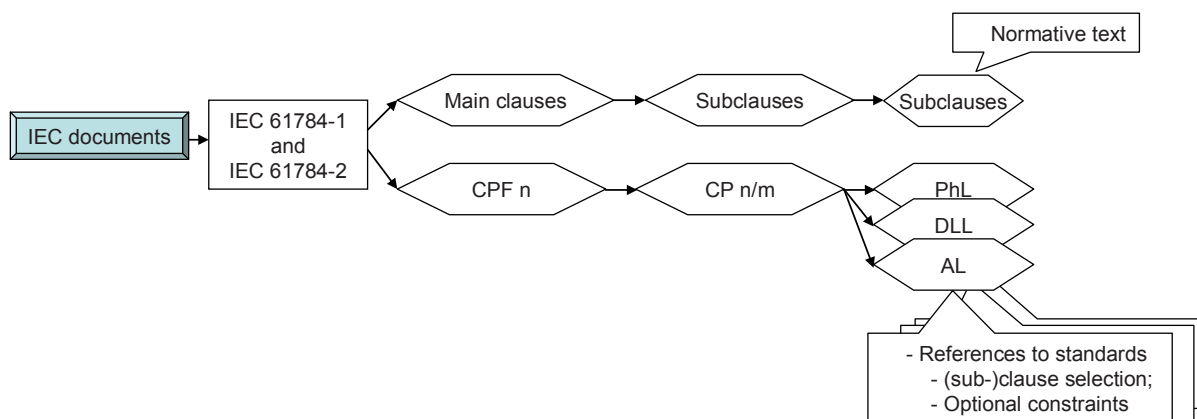 Normative text
Main clauses
Subclauses
Subclauses
IEC documents
IEC 61784-1
and
IEC 61784-2
CPF n
CP n/m
PhL
DLL
AL
- References to standards
- (sub-)clause selection;
- Optional constraints